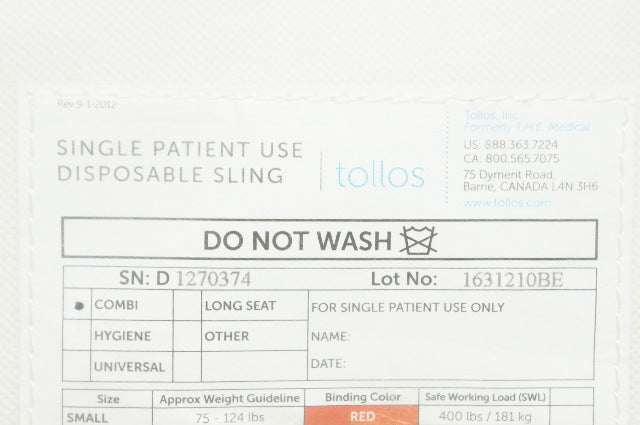 Rev 9-1-2012
SINGLE PATIENT USE
DISPOSABLE SLING
tollos
Tollos, Inc.
Formerly T.H.E. Medical
US: 888.363.7224
CA: 800.565.7075
75 Dyment Road,
Barrie, CANADA L4N 3H6
www.tollos.com
DO NOT WASH
SN: D 1270374 Lot No: 1631210BE
COMBI LONG SEAT FOR SINGLE PATIENT USE ONLY
HYGIENE OTHER NAME:
UNIVERSAL DATE:
Size Approx Weight Guideline Binding Color Safe Working Load (SWL)
SMALL 75 - 124 lbs RED 400 lbs / 181 kg